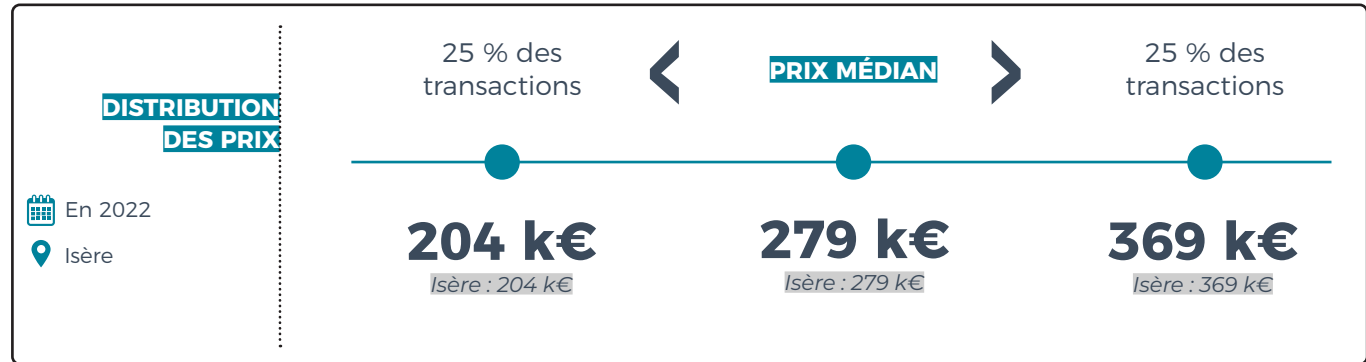 DISTRIBUTION
DES PRIX
En 2022
Isère
25 % des
transactions
<
PRIX MÉDIAN
>
25 % des
transactions
204 k€
Isère : 204 k€
279 k€
Isère : 279 k€
369 k€
Isère : 369 k€